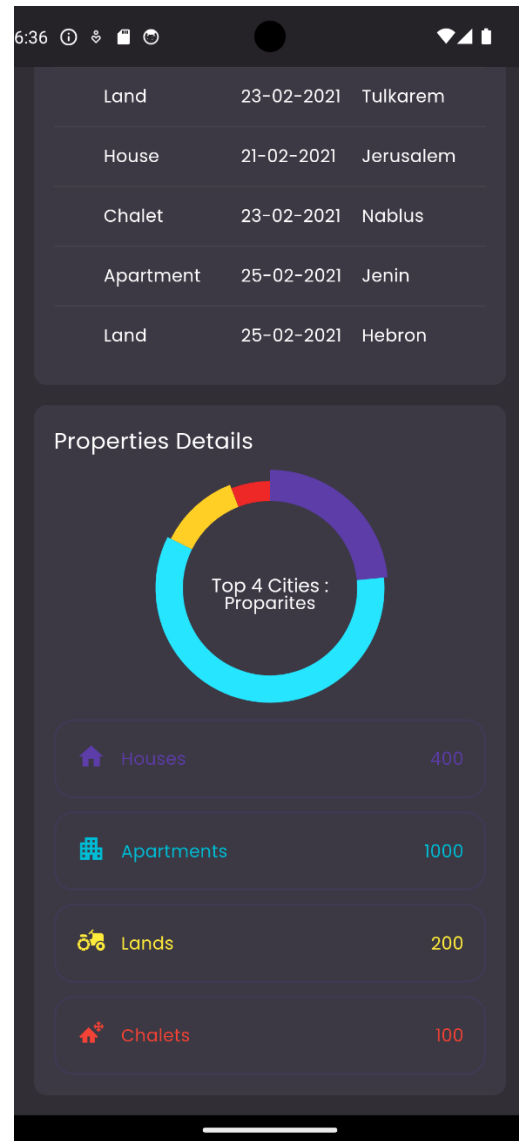 6:36
Land 23-02-2021 Tulkarem
House 21-02-2021 Jerusalem
Chalet 23-02-2021 Nablus
Apartment 25-02-2021 Jenin
Land 25-02-2021 Hebron
Properties Details
Top 4 Cities :
Proparites
Houses 400
Apartments 1000
Lands 200
Chalets 100